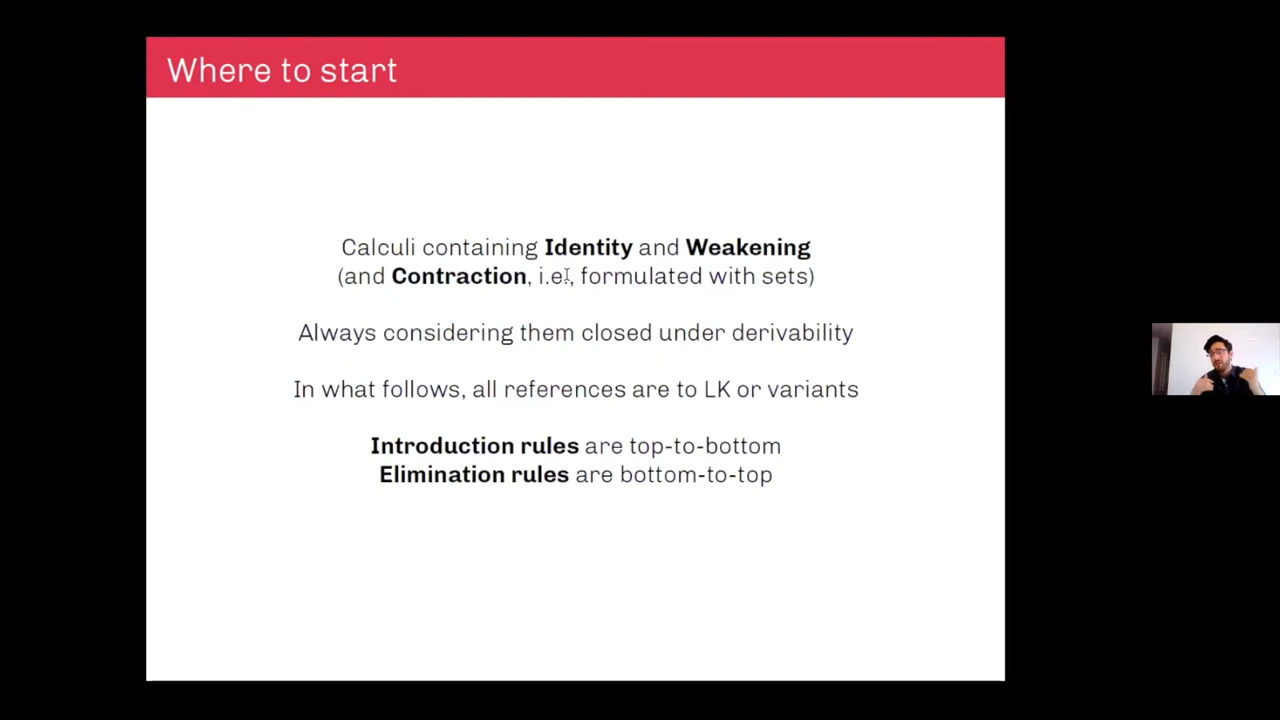 Where to start
Calculi containing Identity and Weakening
(and Contraction, i.e., formulated with sets)
Always considering them closed under derivability
In what follows, all references are to LK or variants
Introduction rules are top-to-bottom
Elimination rules are bottom-to-top